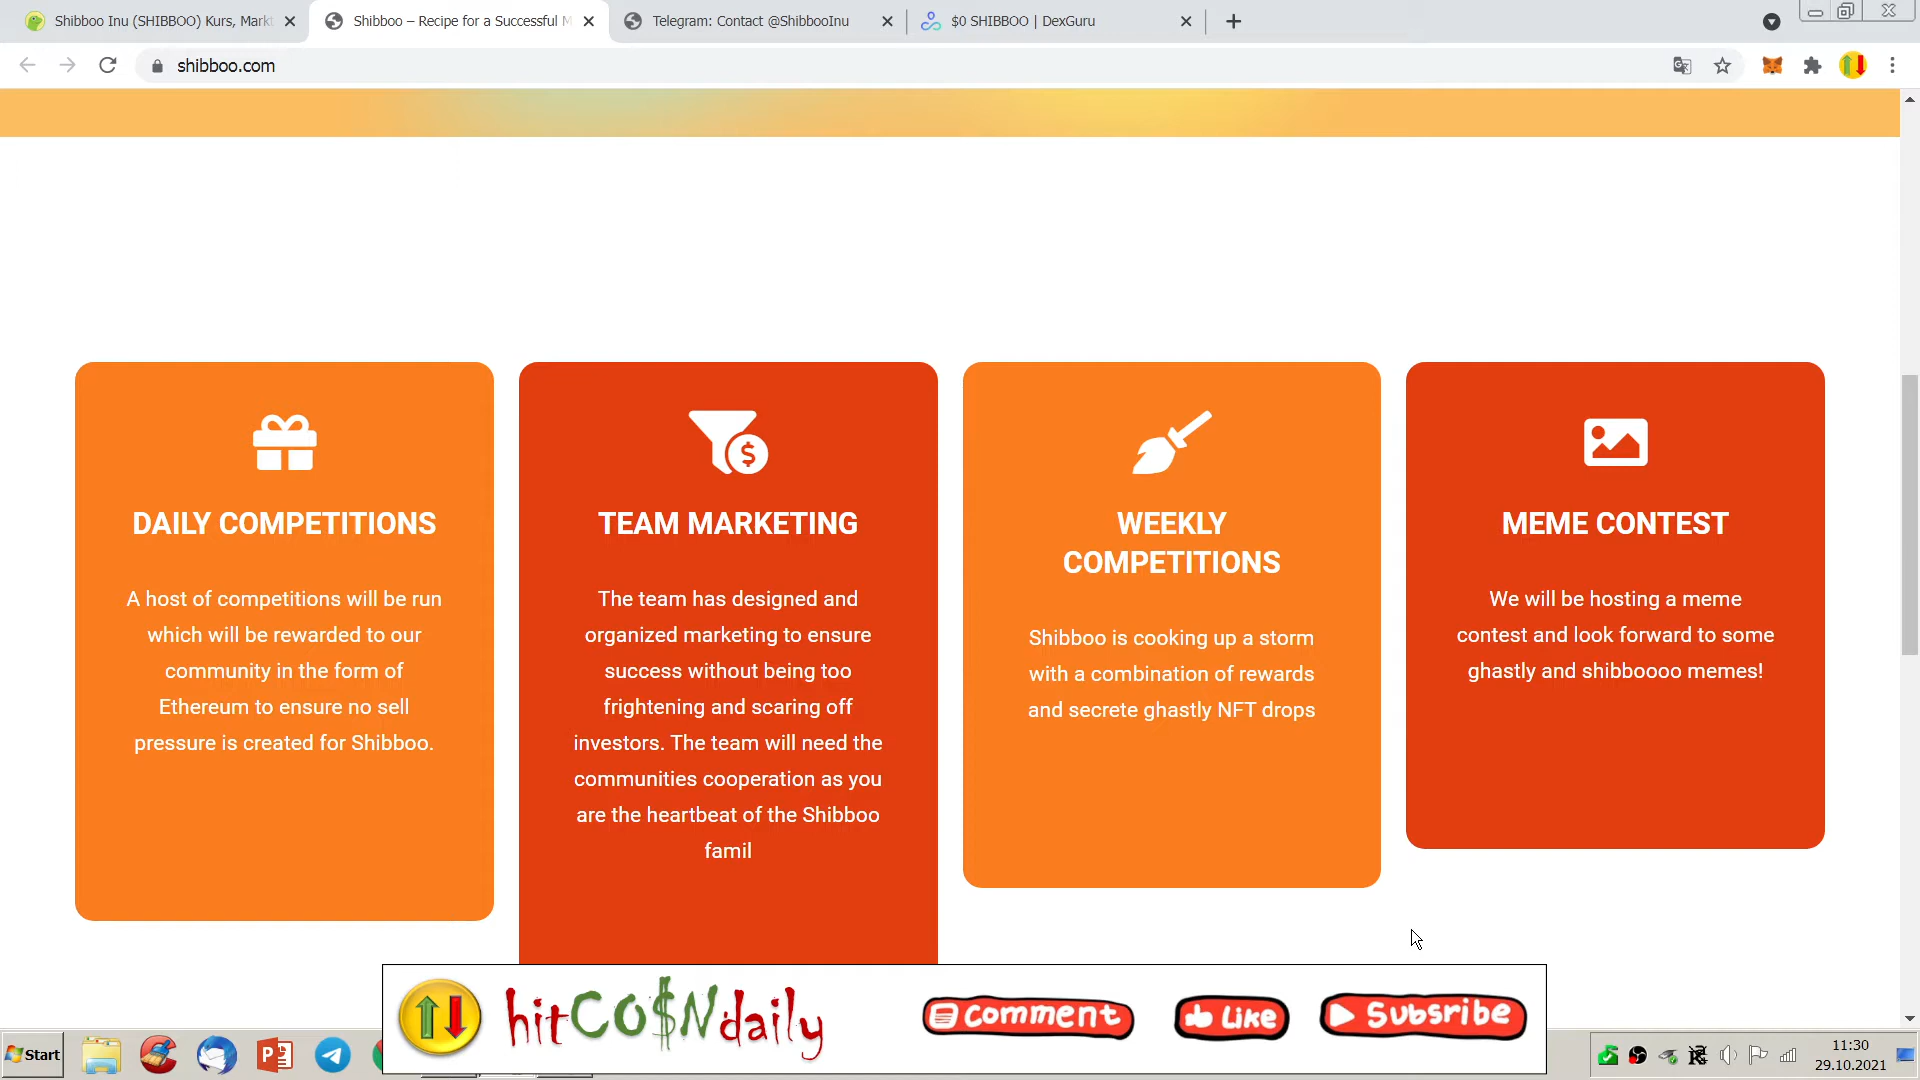 Shibboo Inu (SHIBBOO) Kurs, Markt
Shibboo – Recipe for a Successful M
Telegram: Contact @ShibbooInu
$0 SHIBBOO | DexGuru
shibboo.com
DAILY COMPETITIONS
A host of competitions will be run
which will be rewarded to our
community in the form of
Ethereum to ensure no sell
pressure is created for Shibboo.
TEAM MARKETING
The team has designed and
organized marketing to ensure
success without being too
frightening and scaring off
investors. The team will need the
communities cooperation as you
are the heartbeat of the Shibboo
famil
WEEKLY
COMPETITIONS
Shibboo is cooking up a storm
with a combination of rewards
and secrete ghastly NFT drops
MEME CONTEST
We will be hosting a meme
contest and look forward to some
ghastly and shibboooo memes!
hitCO$Ndaily
Comment
Like
Subsribe
Start
11:30
29.10.2021